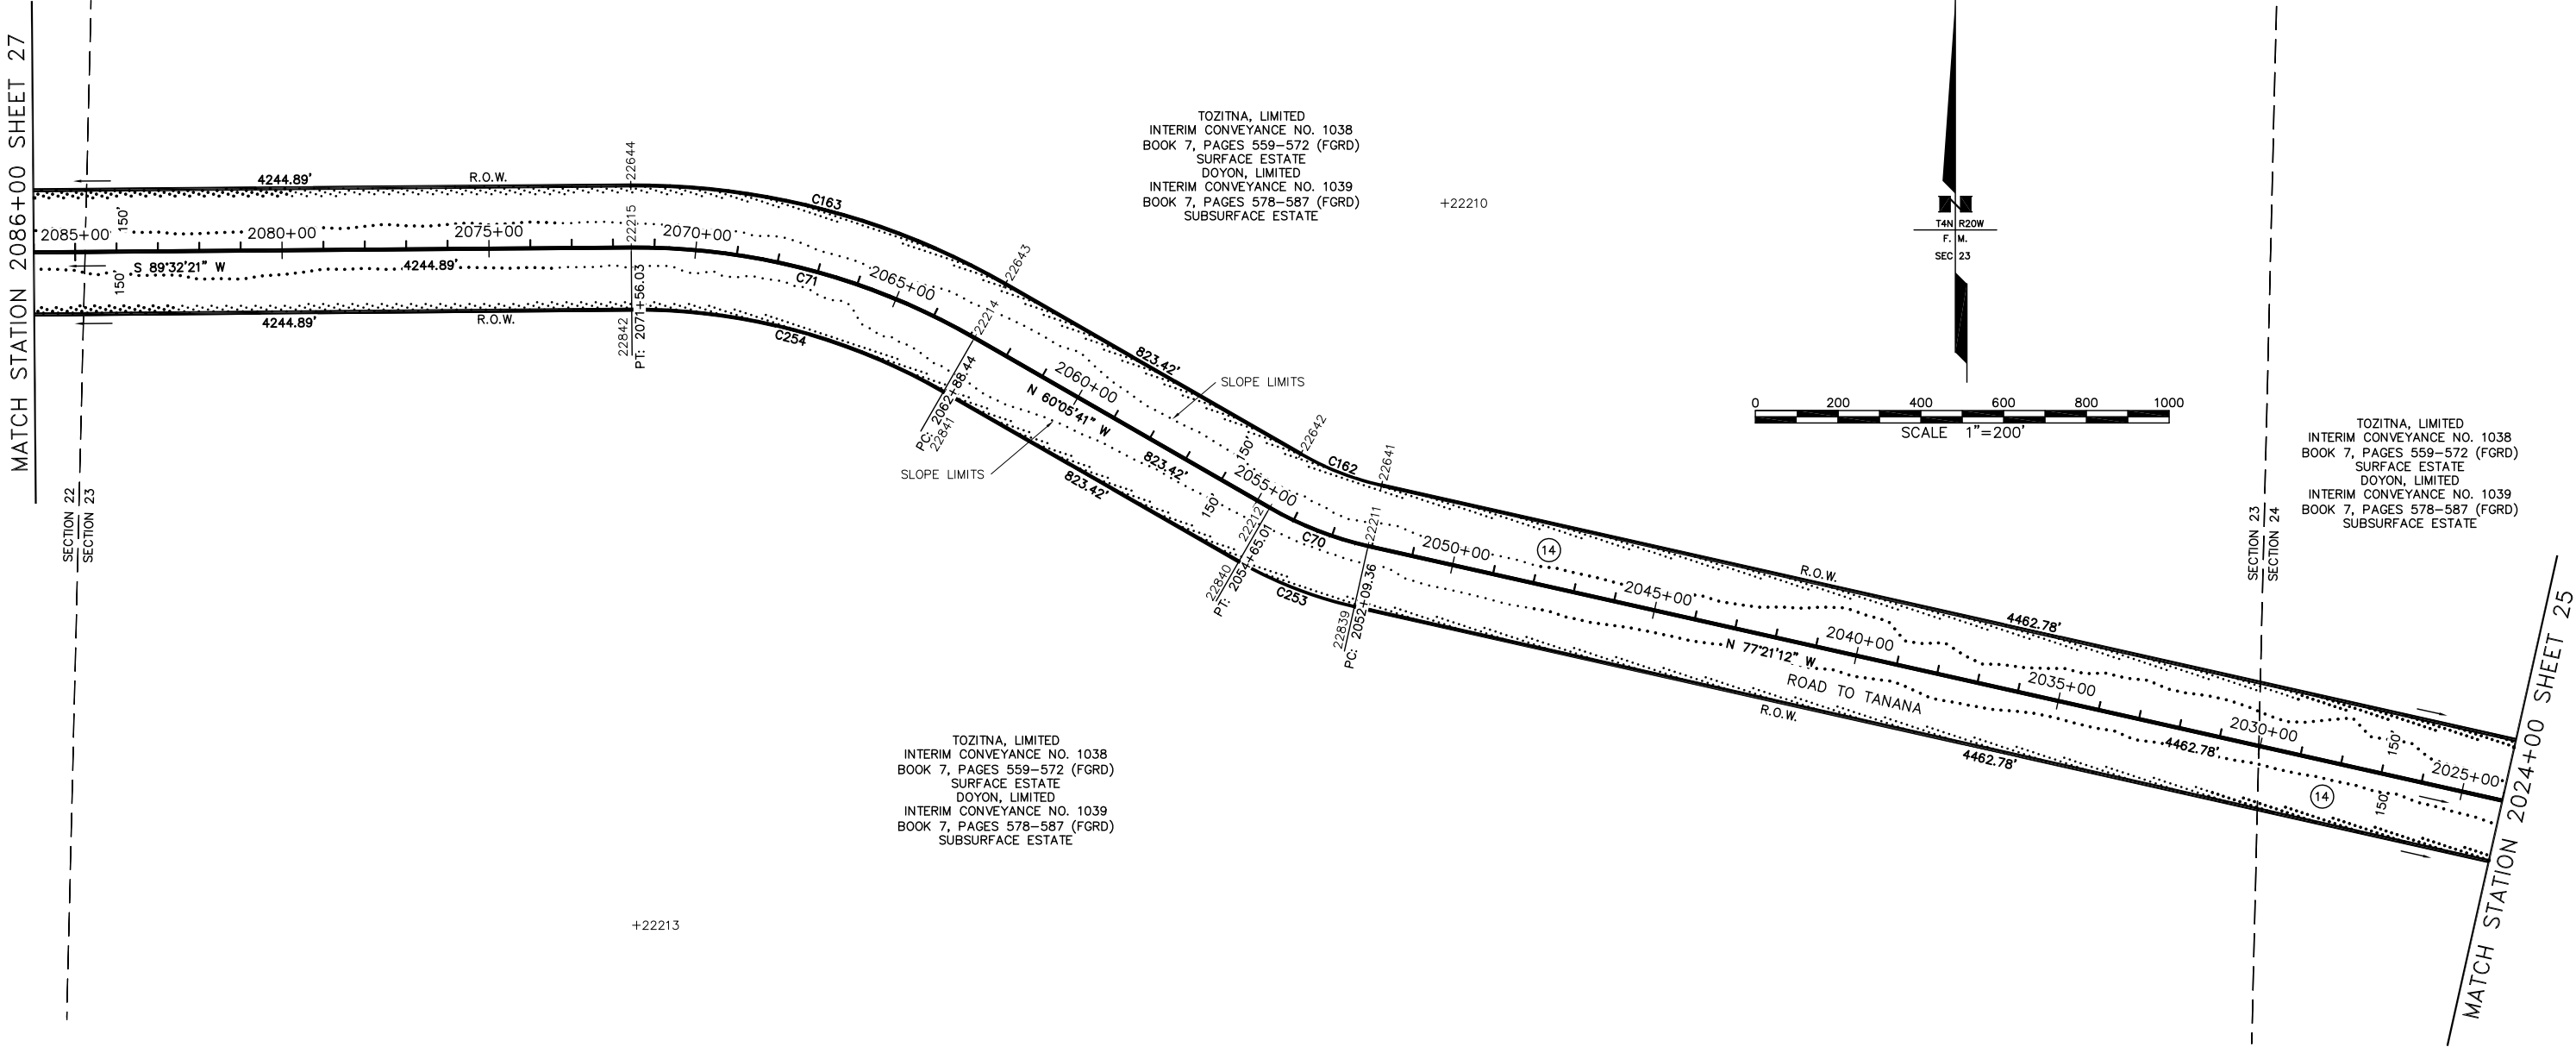 MATCH STATION 2086+00 SHEET 27
SECTION 22
SECTION 23
4244.89'
R.O.W.
22644
C163
22643
150'
2085+00
2080+00
2075+00
22215
2070+00
2065+00
22214
S 89°32'21" W
4244.89'
C71
150'
4244.89'
R.O.W.
22842
PT: 2071+56.03
C254
PC: 2062+88.44
22841
TOZITNA, LIMITED
INTERIM CONVEYANCE NO. 1038
BOOK 7, PAGES 559–572 (FGRD)
SURFACE ESTATE
DOYON, LIMITED
INTERIM CONVEYANCE NO. 1039
BOOK 7, PAGES 578–587 (FGRD)
SUBSURFACE ESTATE
+22210
823.42'
SLOPE LIMITS
2060+00
N 60°05'41" W
823.42'
SLOPE LIMITS
823.42'
150'
150'
2055+00
22642
C162
22641
22212
C70
22211
22840
PT: 2054+65.01
C253
22839
PC: 2052+09.36
2050+00
14
2045+00
R.O.W.
2040+00
4462.78'
N 77°21'12" W
ROAD TO TANANA
2035+00
R.O.W.
4462.78'
4462.78'
2030+00
150'
2025+00
14
150'
N
T4N R20W
F. M.
SEC 23
0 200 400 600 800 1000
SCALE 1"=200'
SECTION 23
SECTION 24
TOZITNA, LIMITED
INTERIM CONVEYANCE NO. 1038
BOOK 7, PAGES 559–572 (FGRD)
SURFACE ESTATE
DOYON, LIMITED
INTERIM CONVEYANCE NO. 1039
BOOK 7, PAGES 578–587 (FGRD)
SUBSURFACE ESTATE
MATCH STATION 2024+00 SHEET 25
TOZITNA, LIMITED
INTERIM CONVEYANCE NO. 1038
BOOK 7, PAGES 559–572 (FGRD)
SURFACE ESTATE
DOYON, LIMITED
INTERIM CONVEYANCE NO. 1039
BOOK 7, PAGES 578–587 (FGRD)
SUBSURFACE ESTATE
+22213